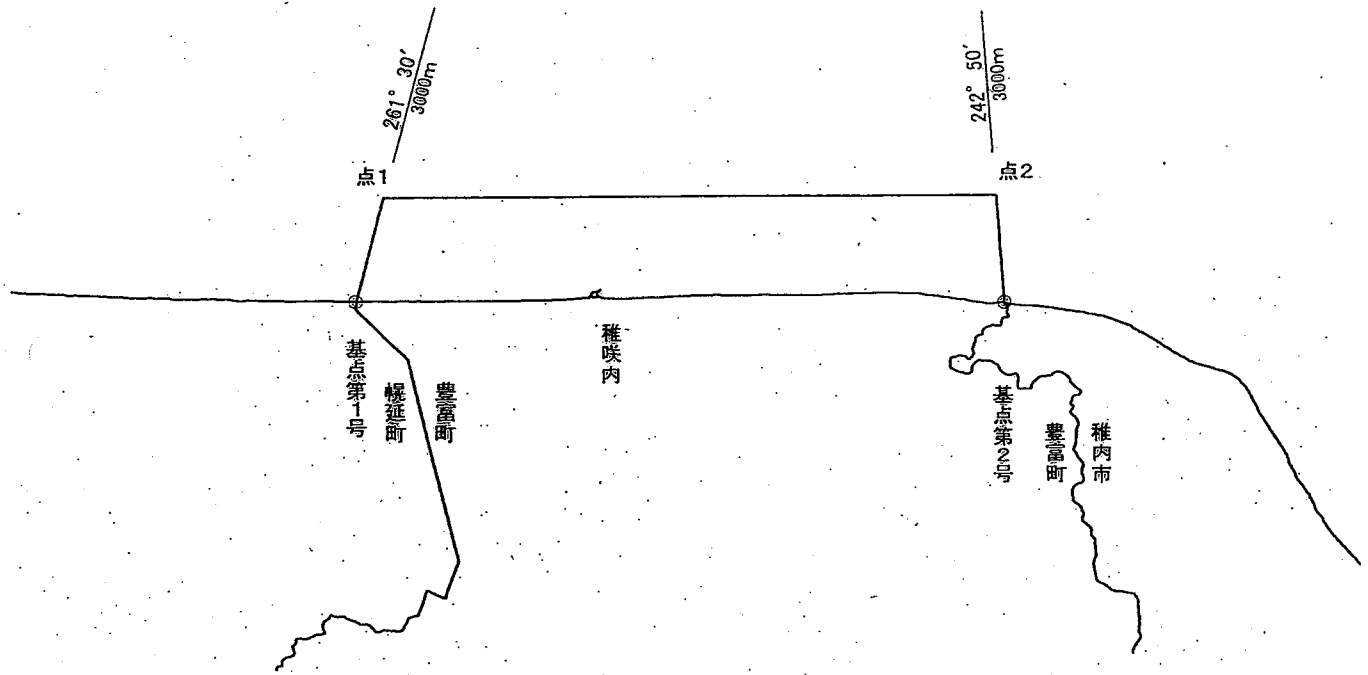 261° 30′
3000m
242° 50′
3000m
点1
点2
基点第1号
幌延町
豊富町
稚咲内
基点第2号
豊富町
稚内市